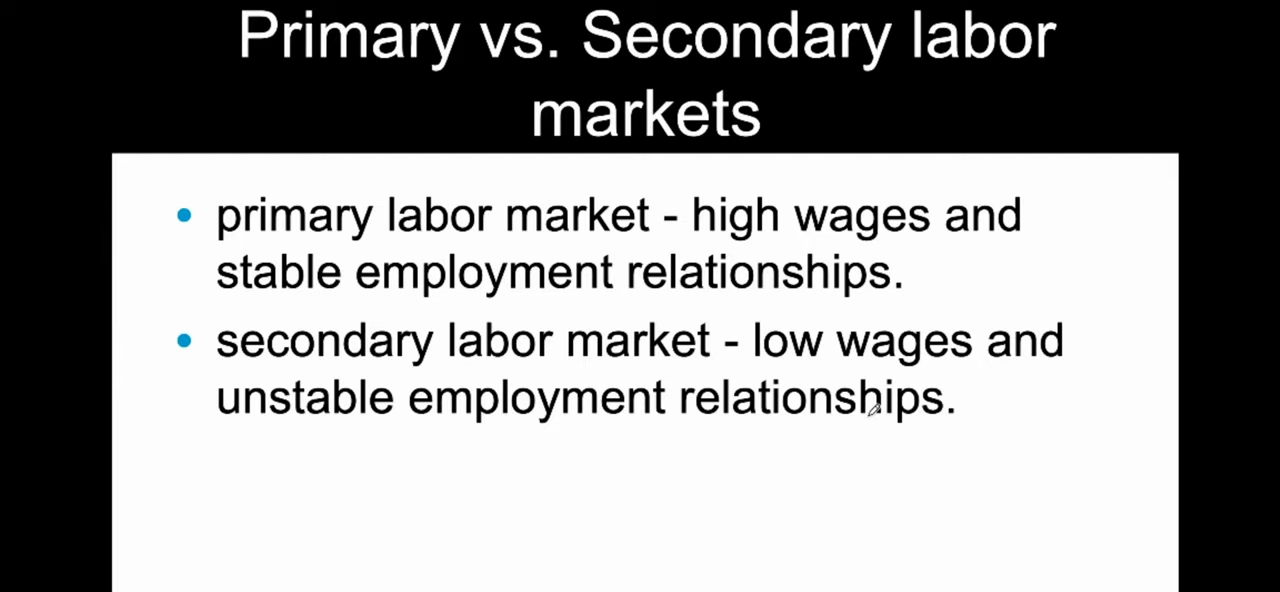 Primary vs. Secondary labor
markets
• primary labor market - high wages and
stable employment relationships.
• secondary labor market - low wages and
unstable employment relationships.